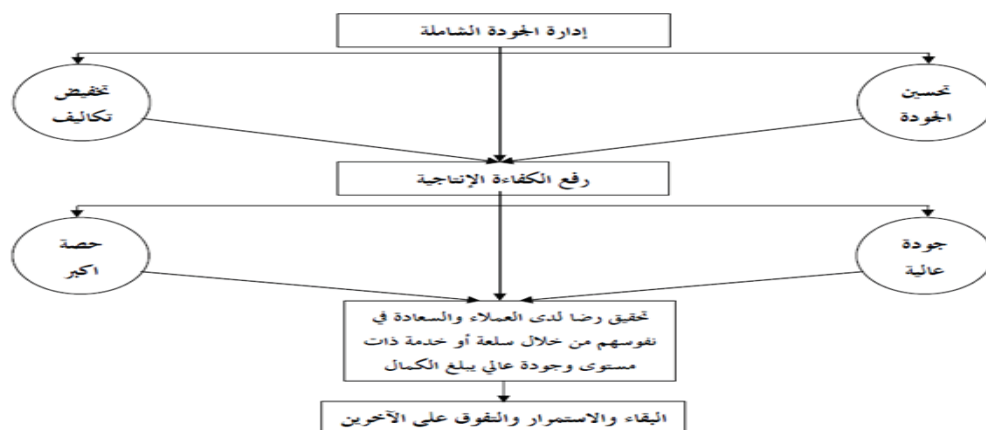 إدارة الجودة الشاملة
تحسين
الجودة
تخفيض
تكاليف
رفع الكفاءة الإنتاجية
جودة
عالية
حصة
اكبر
تحقيق رضا لدى العملاء والسعادة في
نفوسهم من خلال سلعة أو خدمة ذات
مستوى وجودة عالي يبلغ الكمال
البقاء والاستمرار والتفوق على الآخرين